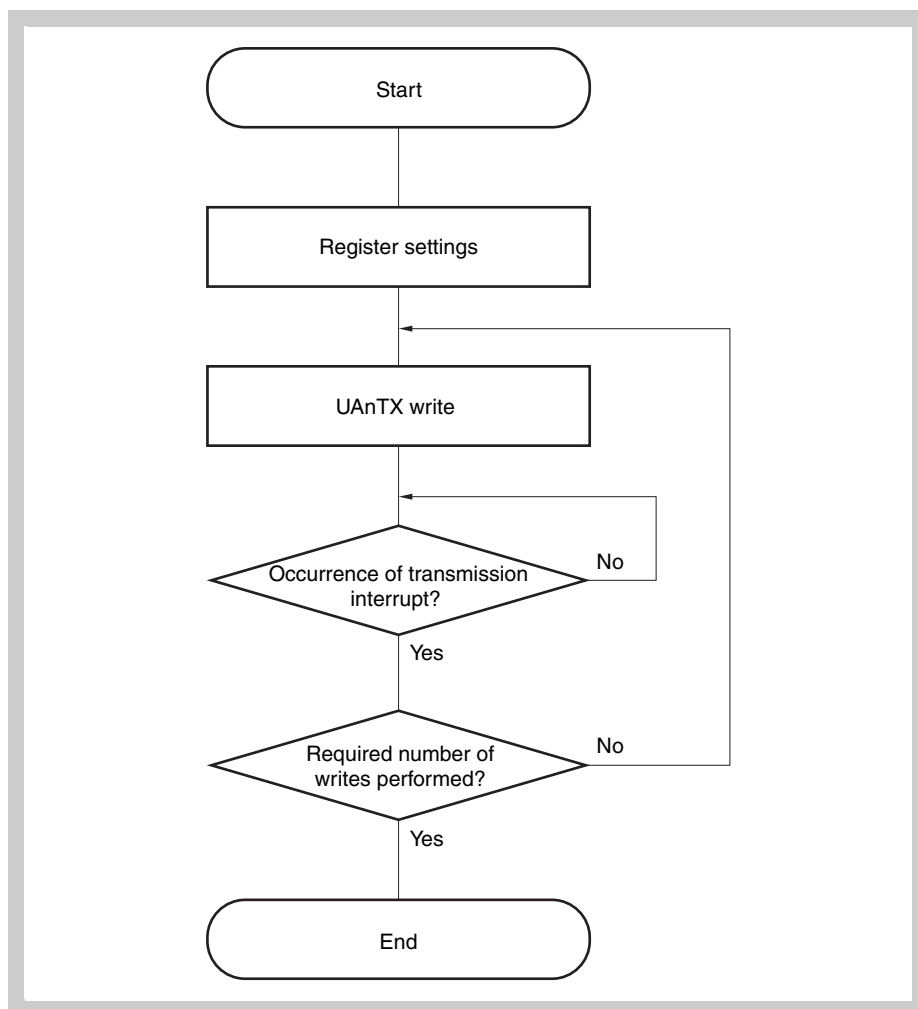 Start
Register settings
UAnTX write
Occurrence of transmission
interrupt?
No
Yes
Required number of
writes performed?
No
Yes
End